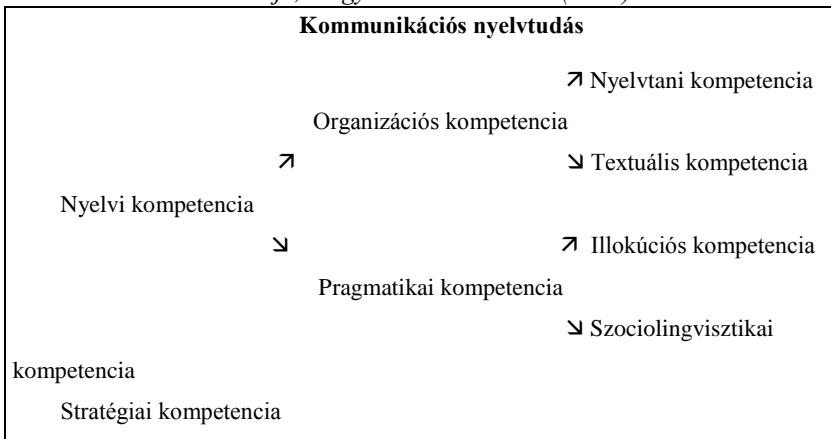 Kommunikációs nyelvtudás
↗ Nyelvtani kompetencia
Organizációs kompetencia
↗ ↘ Textuális kompetencia
Nyelvi kompetencia
↘ ↗ Illokúciós kompetencia
Pragmatikai kompetencia
↘ Szociolingvisztikai
kompetencia
Stratégiai kompetencia